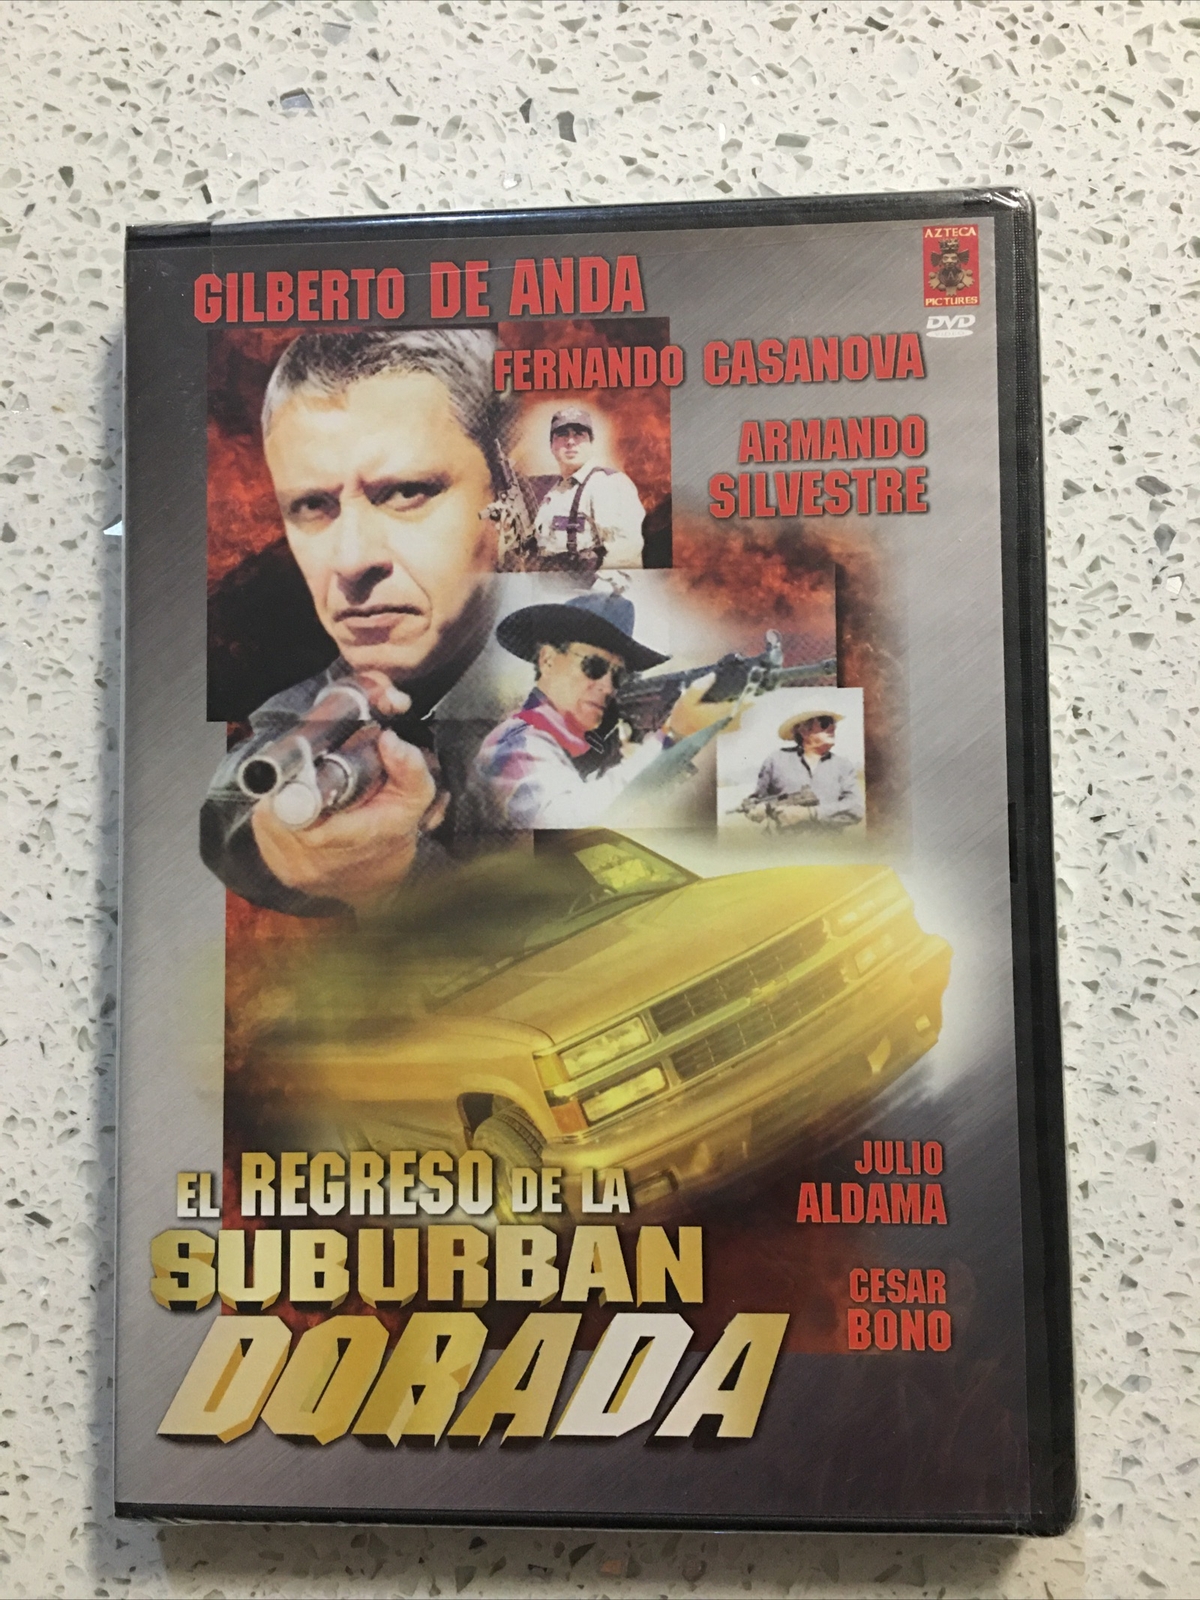 GILBERTO DE ANDA
AZTECA
PICTURES
DVD
FERNANDO CASANOVA
ARMANDO
SILVESTRE
EL REGRESO DE LA
SUBURBAN
DORADA
JULIO
ALDAMA
CESAR
BONO